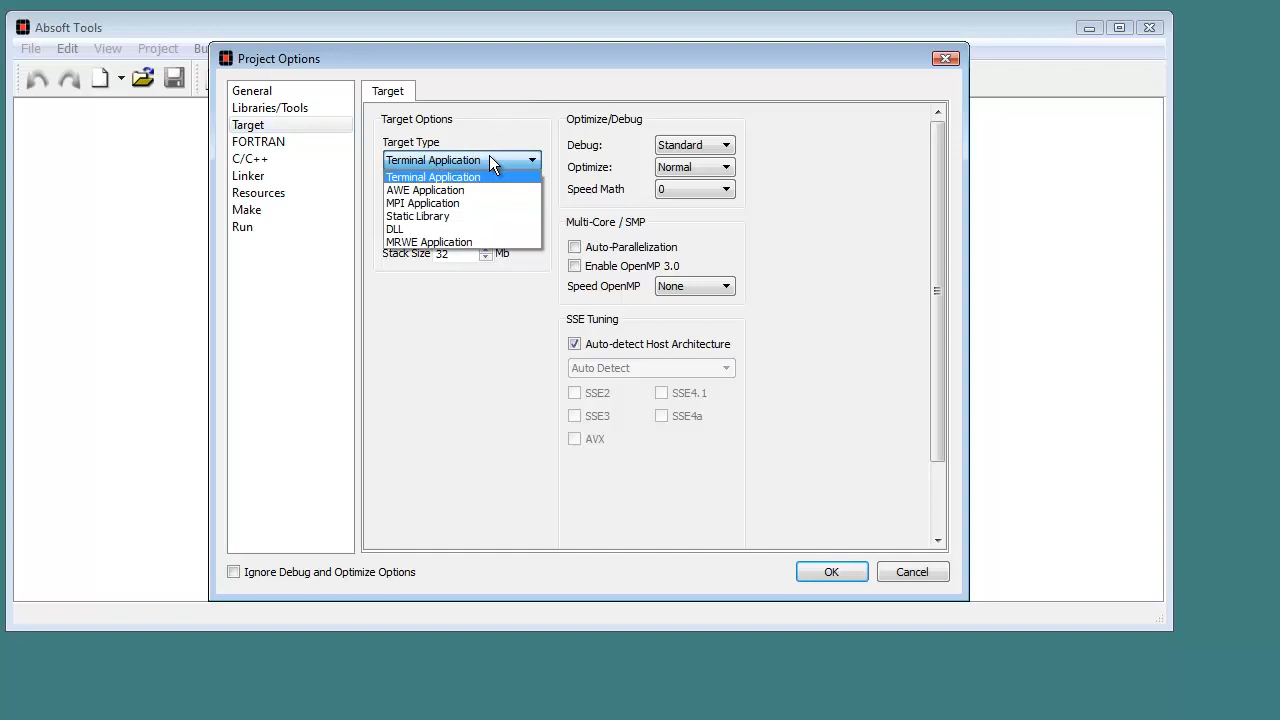 Absoft Tools
File Edit View Project Bu
Project Options
General
Libraries/Tools
Target
FORTRAN
C/C++
Linker
Resources
Make
Run
Target
Target Options
Target Type
Terminal Application
Terminal Application
AWE Application
MPI Application
Static Library
DLL
MRWE Application
Stack Size 32 Mb
Optimize/Debug
Debug: Standard
Optimize: Normal
Speed Math 0
Multi-Core / SMP
Auto-Parallelization
Enable OpenMP 3.0
Speed OpenMP None
SSE Tuning
Auto-detect Host Architecture
Auto Detect
SSE2 SSE4.1
SSE3 SSE4a
AVX
Ignore Debug and Optimize Options
OK Cancel